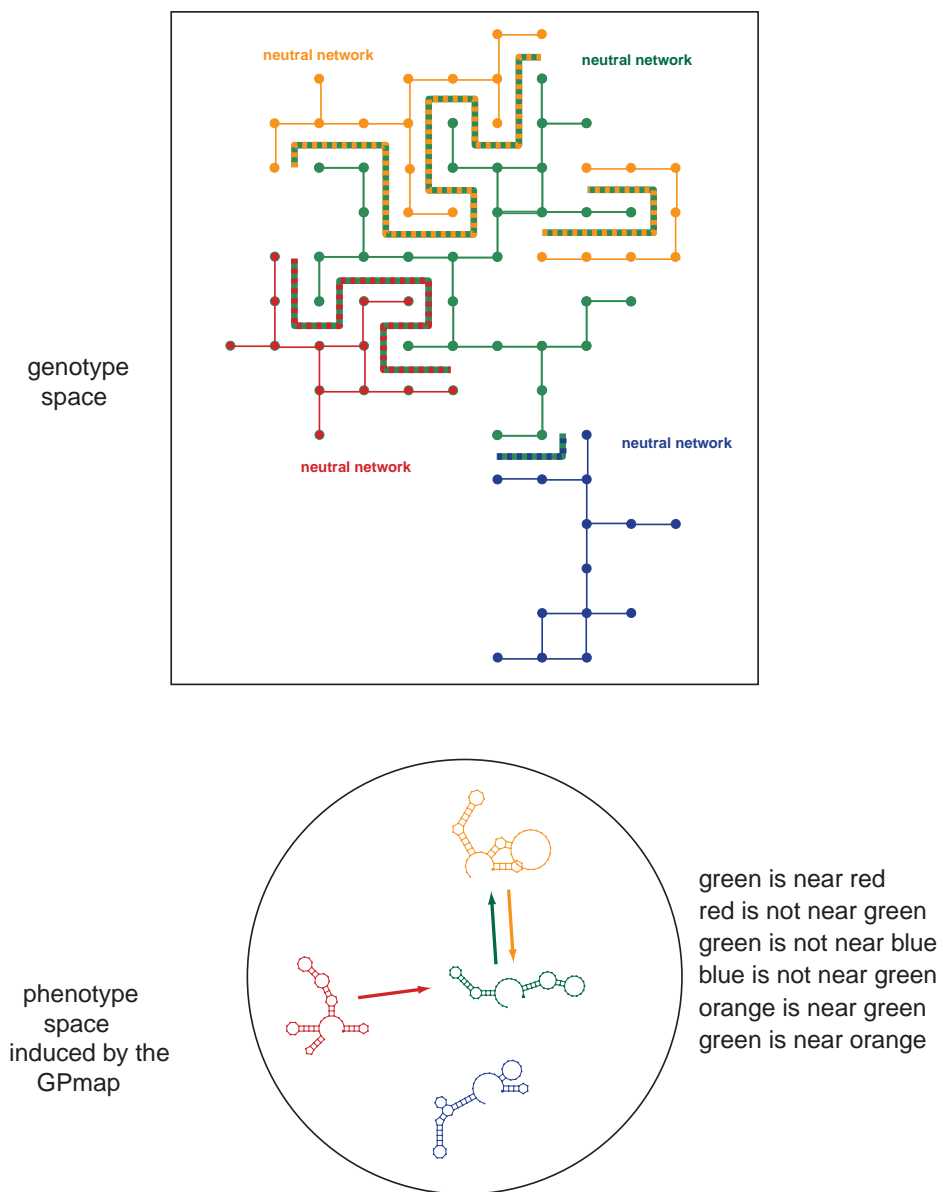 neutral network
neutral network
genotype
space
neutral network
neutral network
green is near red
red is not near green
green is not near blue
blue is not near green
orange is near green
green is near orange
phenotype
space
induced by the
GPmap